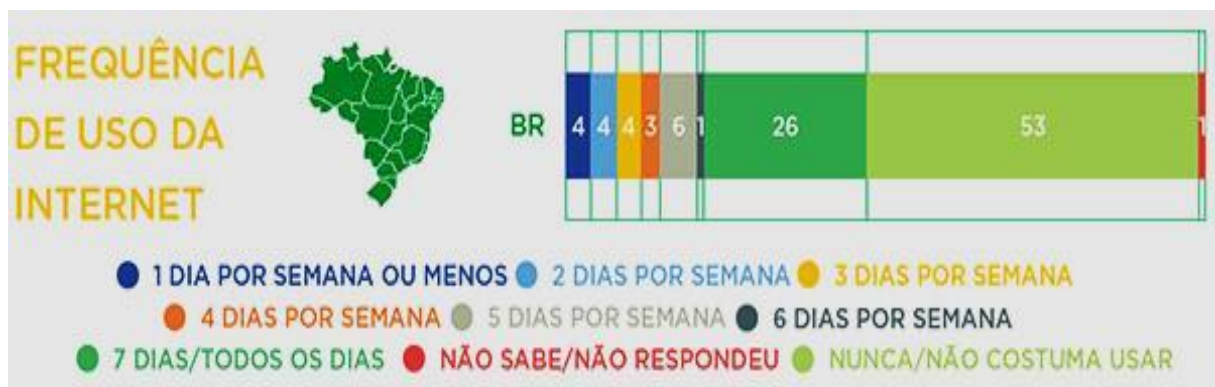 FREQUÊNCIA
DE USO DA
INTERNET
BR 4 4 4 3 6 1 26 53 1
1 DIA POR SEMANA OU MENOS 2 DIAS POR SEMANA 3 DIAS POR SEMANA
4 DIAS POR SEMANA 5 DIAS POR SEMANA 6 DIAS POR SEMANA
7 DIAS/TODOS OS DIAS NÃO SABE/NÃO RESPONDEU NUNCA/NÃO COSTUMA USAR